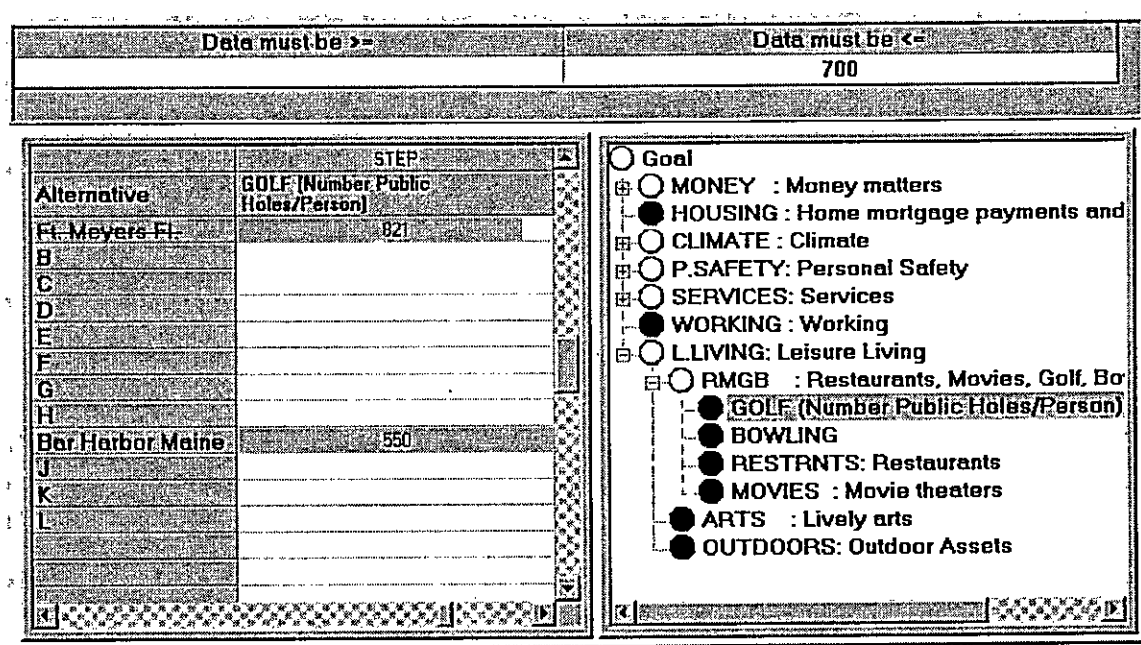 Data must be >= Data must be <=
700
STEP
Alternative GOLF (Number Public Holes/Person)
Ft. Meyers Fl. 821
B
C
D
E
F
G
H
Bar Harbor Maine 550
J
K
L
Goal
MONEY : Money matters
HOUSING : Home mortgage payments and
CLIMATE : Climate
P.SAFETY: Personal Safety
SERVICES: Services
WORKING : Working
L.LIVING: Leisure Living
RMGB : Restaurants, Movies, Golf, Bo
GOLF (Number Public Holes/Person)
BOWLING
RESTRNTS: Restaurants
MOVIES : Movie theaters
ARTS : Lively arts
OUTDOORS: Outdoor Assets